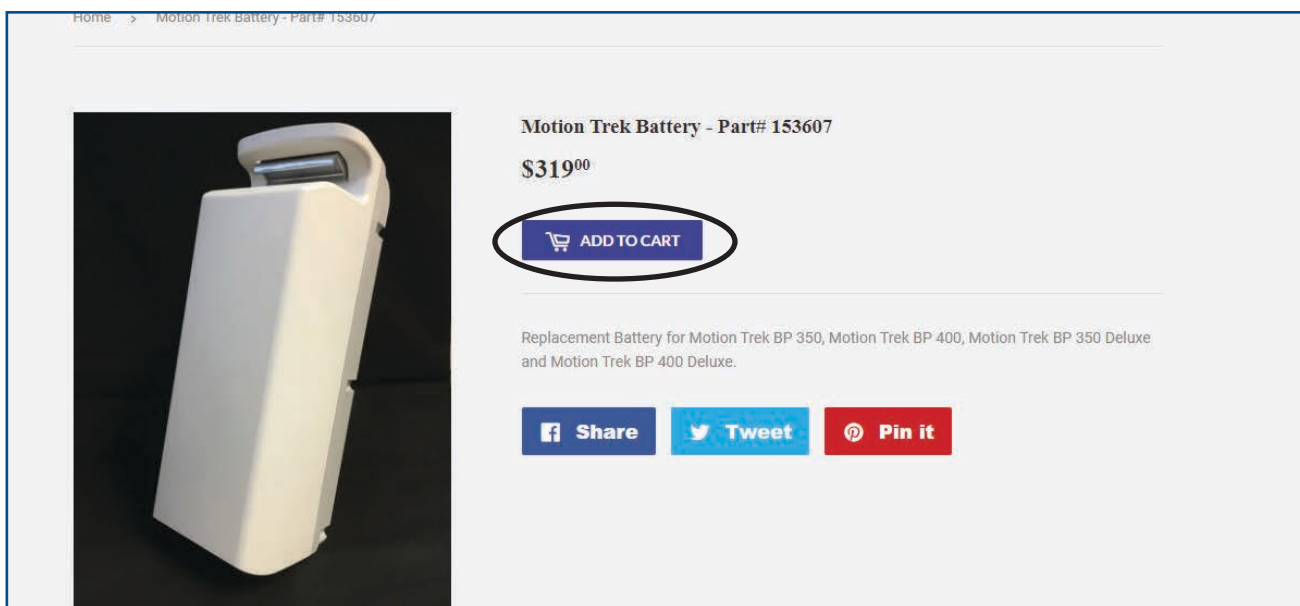 Home > Motion Trek Battery - Part# 153607
Motion Trek Battery - Part# 153607
$319⁰⁰
ADD TO CART
Replacement Battery for Motion Trek BP 350, Motion Trek BP 400, Motion Trek BP 350 Deluxe
and Motion Trek BP 400 Deluxe.
Share Tweet Pin it